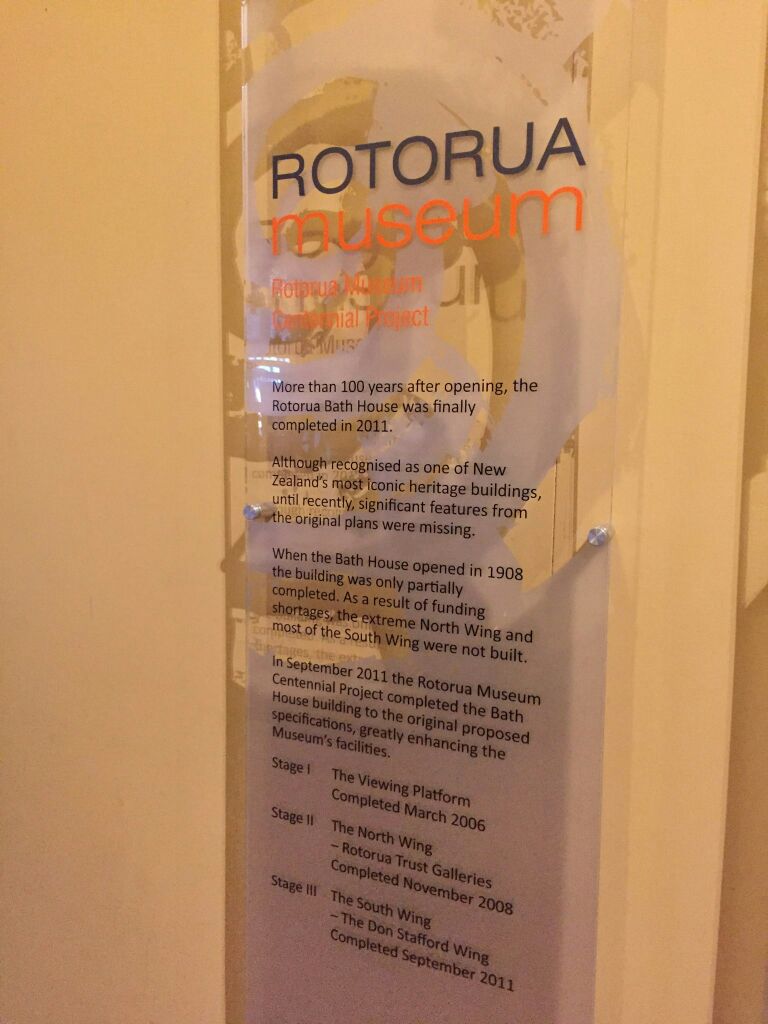 ROTORUA
museum
Rotorua Museum
Centennial Project
More than 100 years after opening, the
Rotorua Bath House was finally
completed in 2011.
Although recognised as one of New
Zealand's most iconic heritage buildings,
until recently, significant features from
the original plans were missing.
When the Bath House opened in 1908
the building was only partially
completed. As a result of funding
shortages, the extreme North Wing and
most of the South Wing were not built.
In September 2011 the Rotorua Museum
Centennial Project completed the Bath
House building to the original proposed
specifications, greatly enhancing the
Museum's facilities.
Stage I The Viewing Platform
Completed March 2006
Stage II The North Wing
– Rotorua Trust Galleries
Completed November 2008
Stage III The South Wing
– The Don Stafford Wing
Completed September 2011